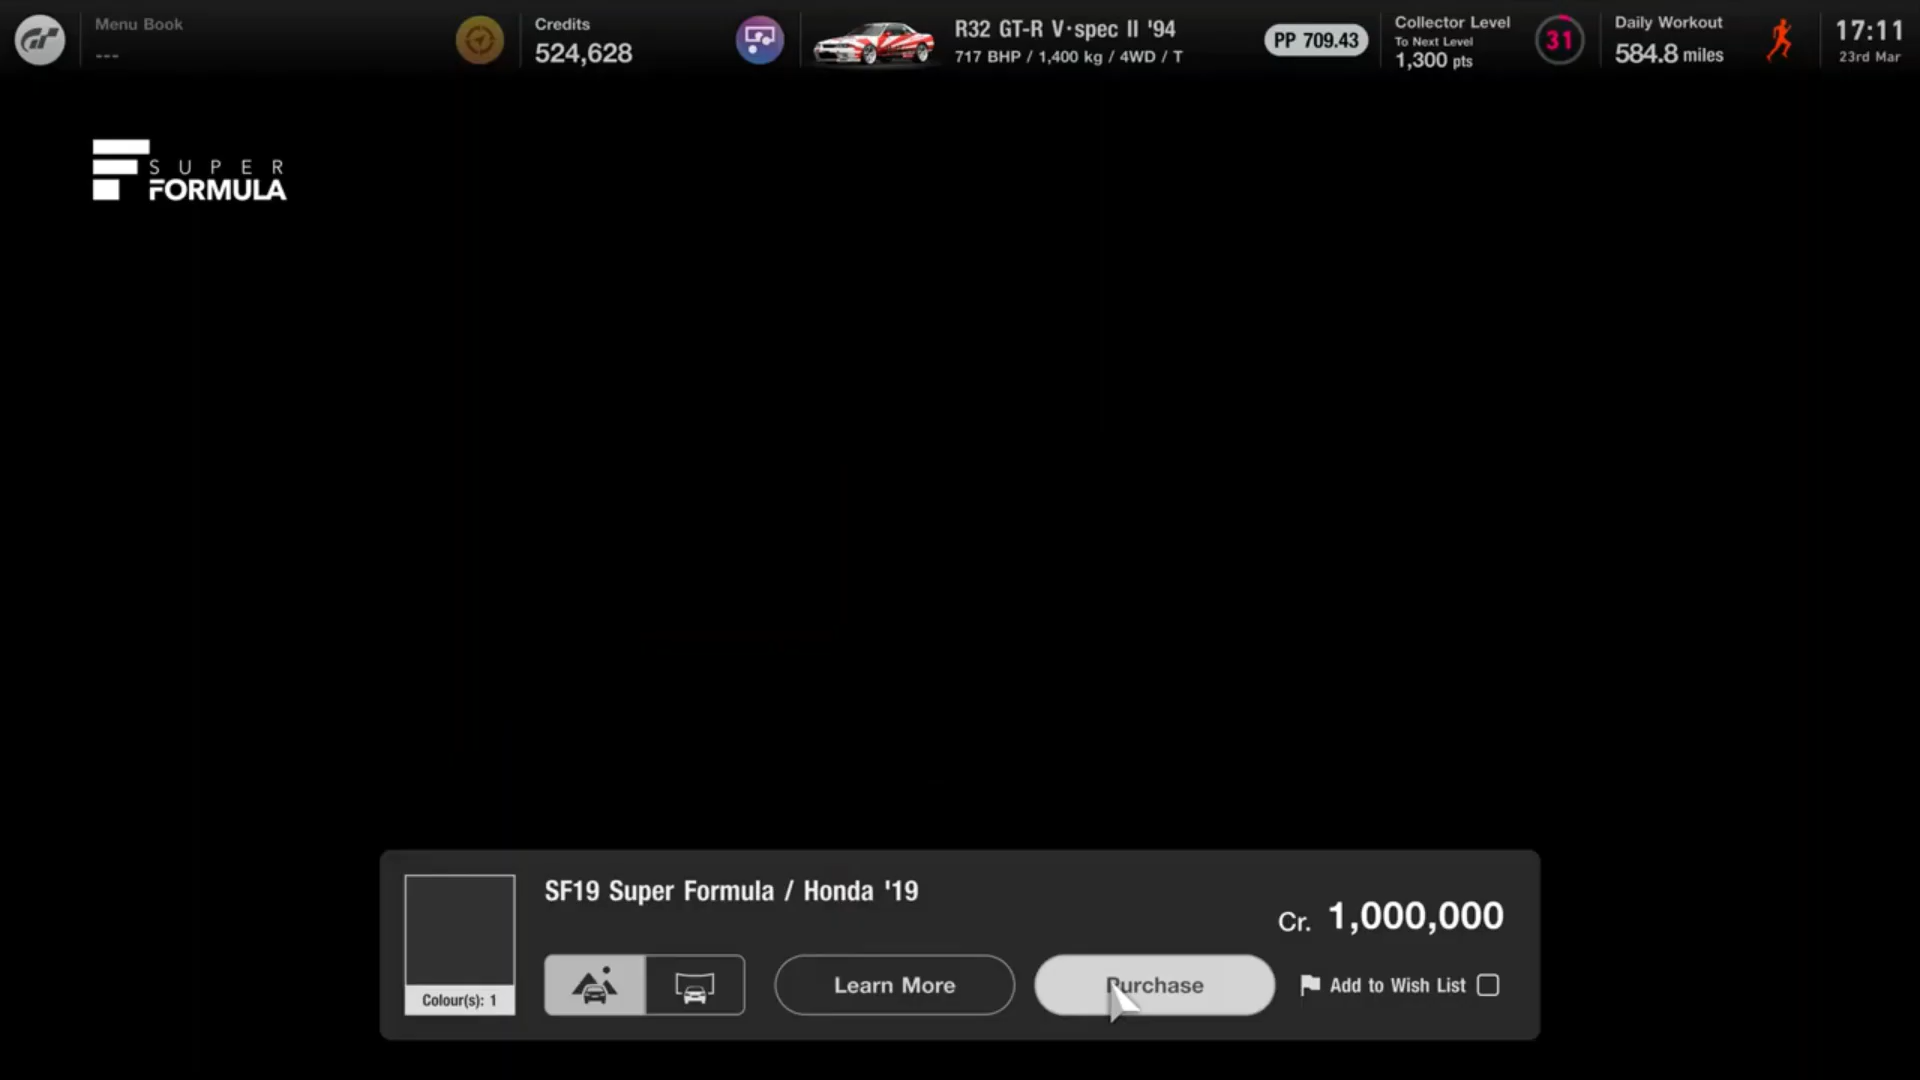 Menu Book
---
Credits
524,628
R32 GT-R V·spec II '94
717 BHP / 1,400 kg / 4WD / T
PP 709.43
Collector Level
To Next Level
1,300 pts
31
Daily Workout
584.8 miles
17:11
23rd Mar
SUPER
FORMULA
SF19 Super Formula / Honda '19
Cr. 1,000,000
Colour(s): 1
Learn More
Purchase
Add to Wish List